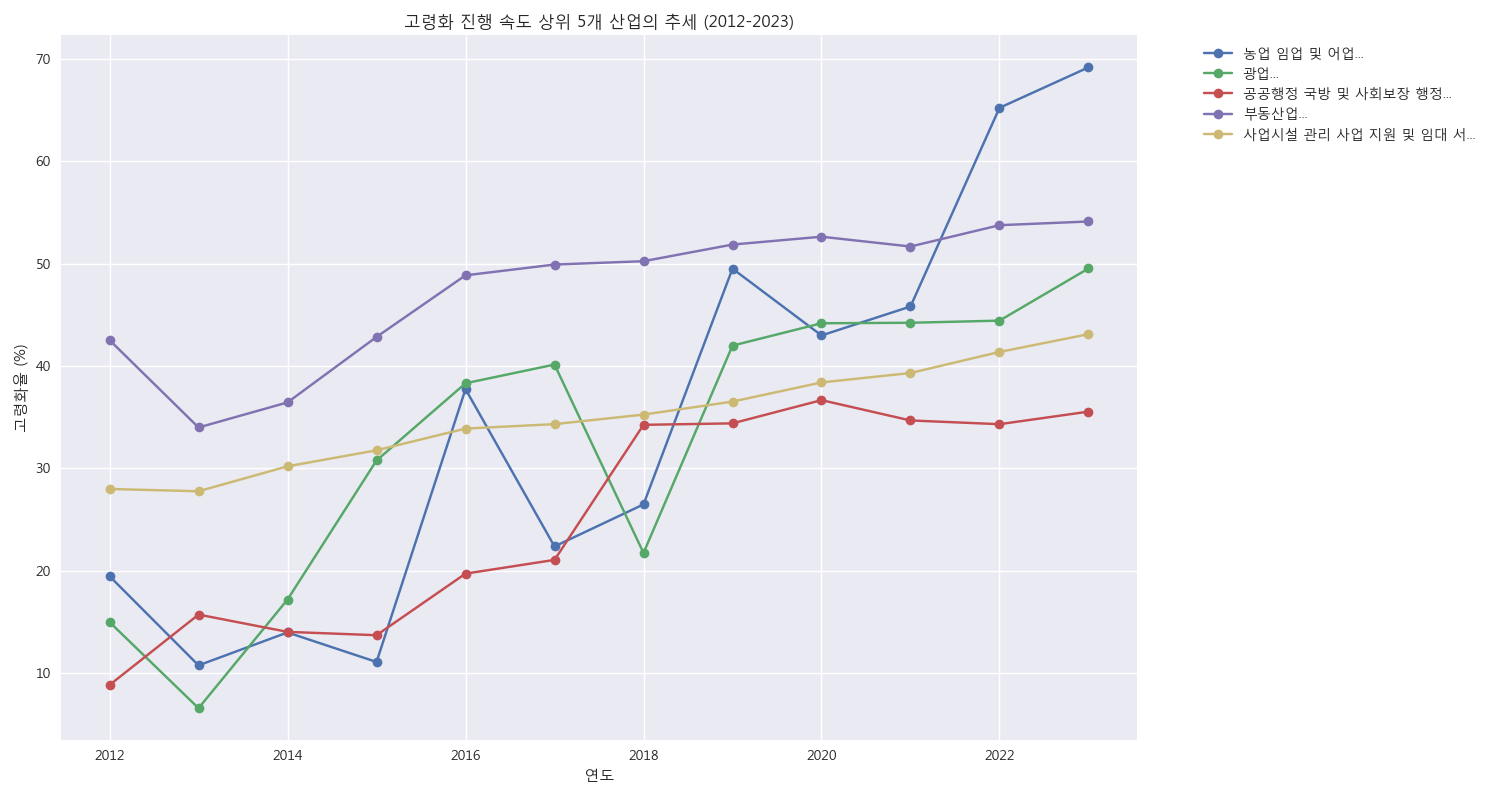 고령화 진행 속도 상위 5개 산업의 추세 (2012-2023)
농업 임업 및 어업...
광업...
공공행정 국방 및 사회보장 행정...
부동산업...
사업시설 관리 사업 지원 및 임대 서...
고령화율 (%)
70
60
50
40
30
20
10
2012 2014 2016 2018 2020 2022
연도